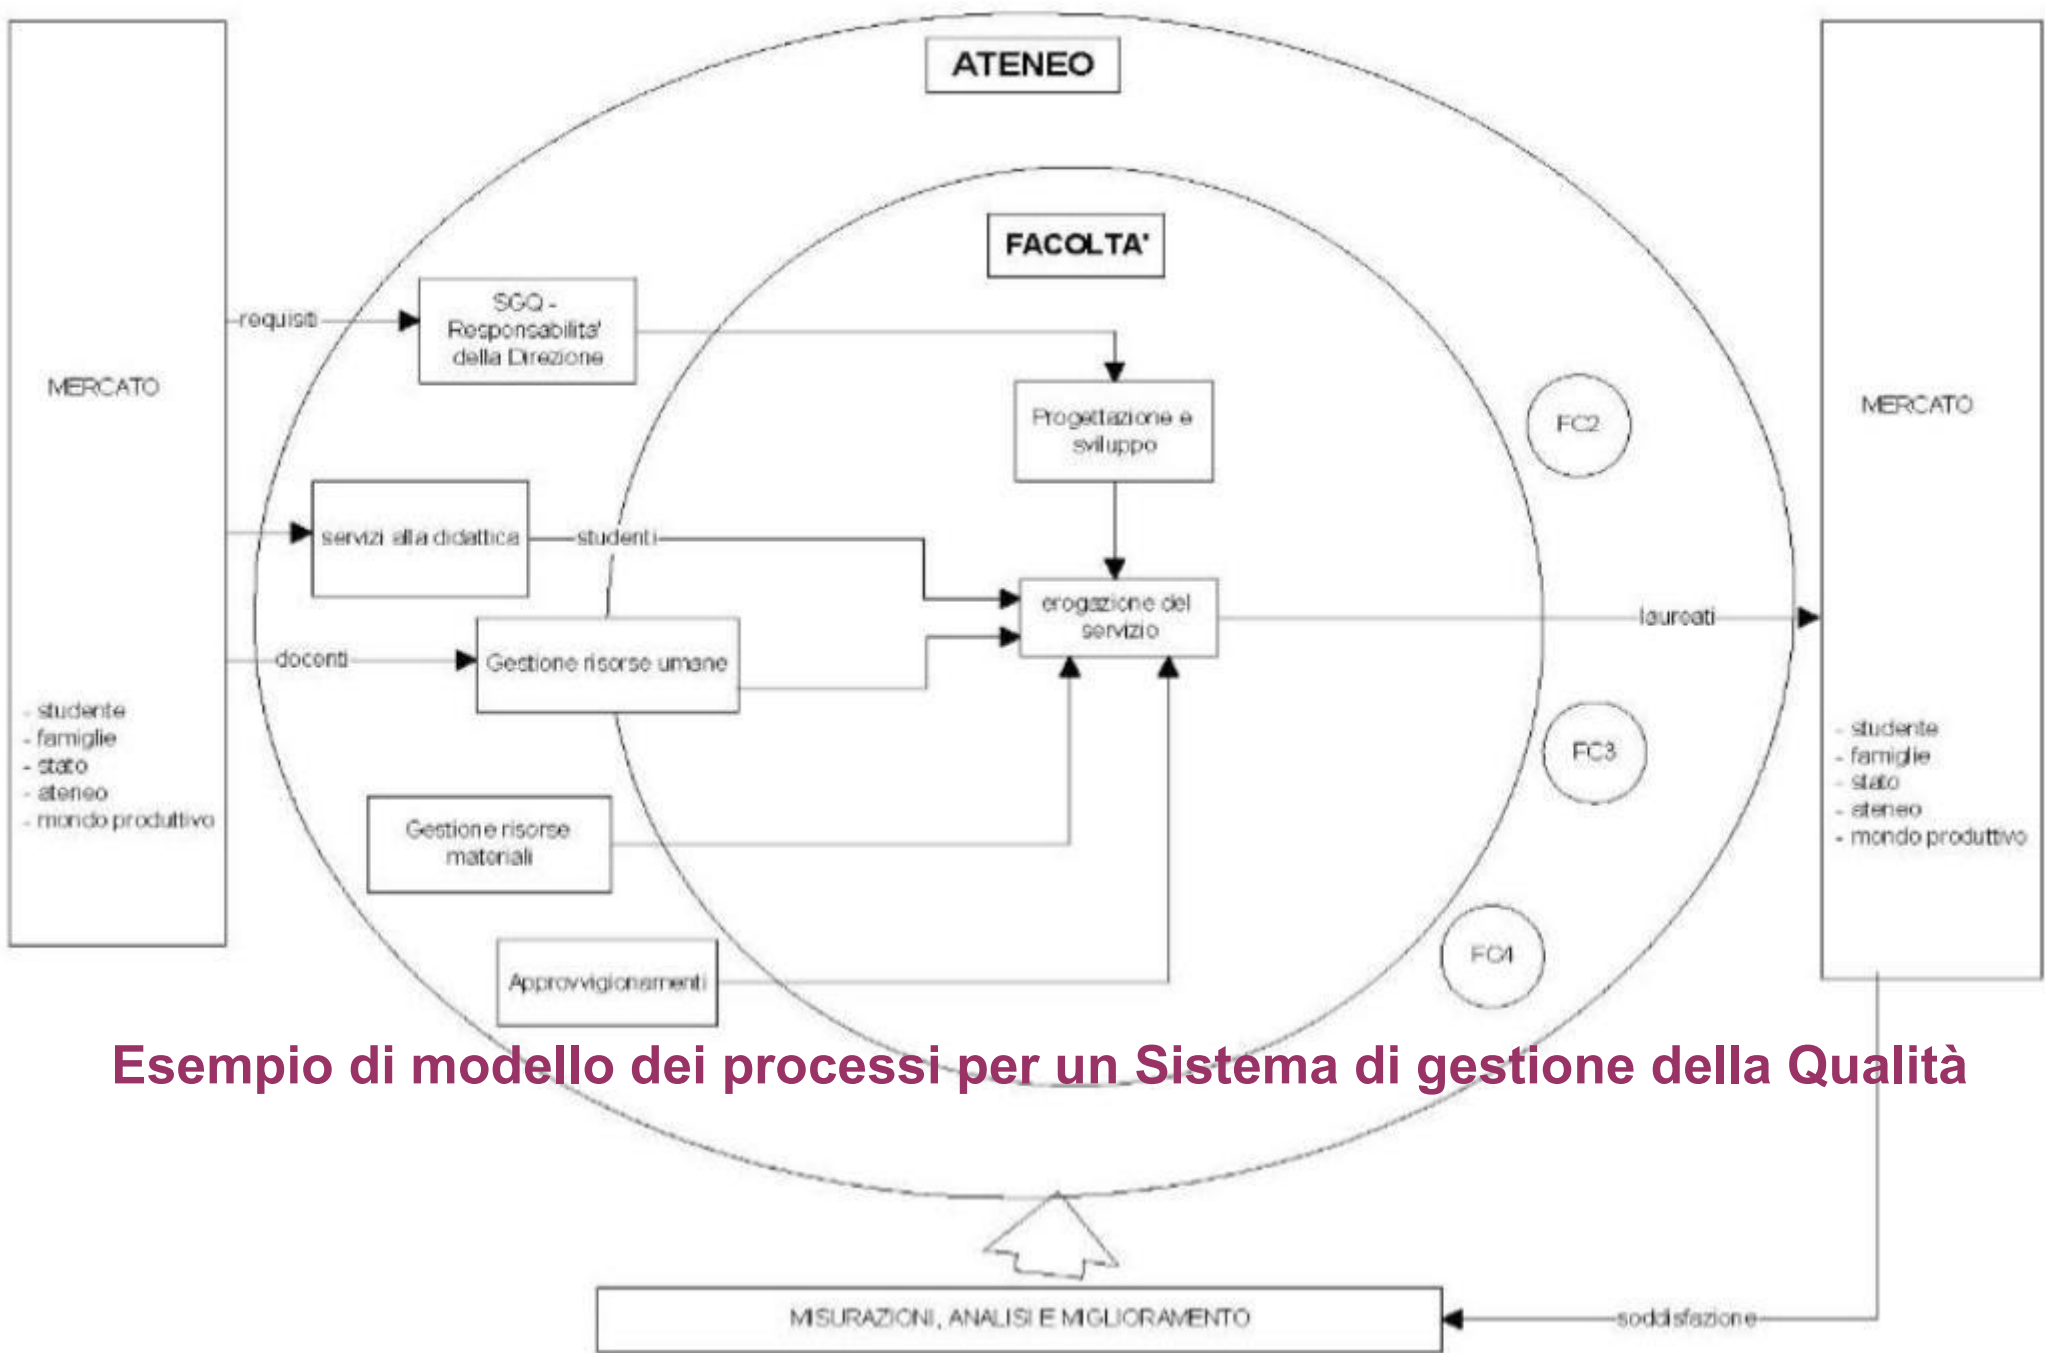 ATENEO
FACOLTA'
MERCATO
- studente
- famiglie
- stato
- ateneo
- mondo produttivo
requisiti
SGQ -
Responsabilita'
della Direzione
Progettazione e
sviluppo
servizi alla didattica
studenti
docenti
Gestione risorse umane
erogazione del
servizio
Gestione risorse
materiali
Approvvigionamenti
FC2
FC3
FC4
laureati
MERCATO
- studente
- famiglie
- stato
- ateneo
- mondo produttivo
Esempio di modello dei processi per un Sistema di gestione della Qualità
MISURAZIONI, ANALISI E MIGLIORAMENTO
soddisfazione